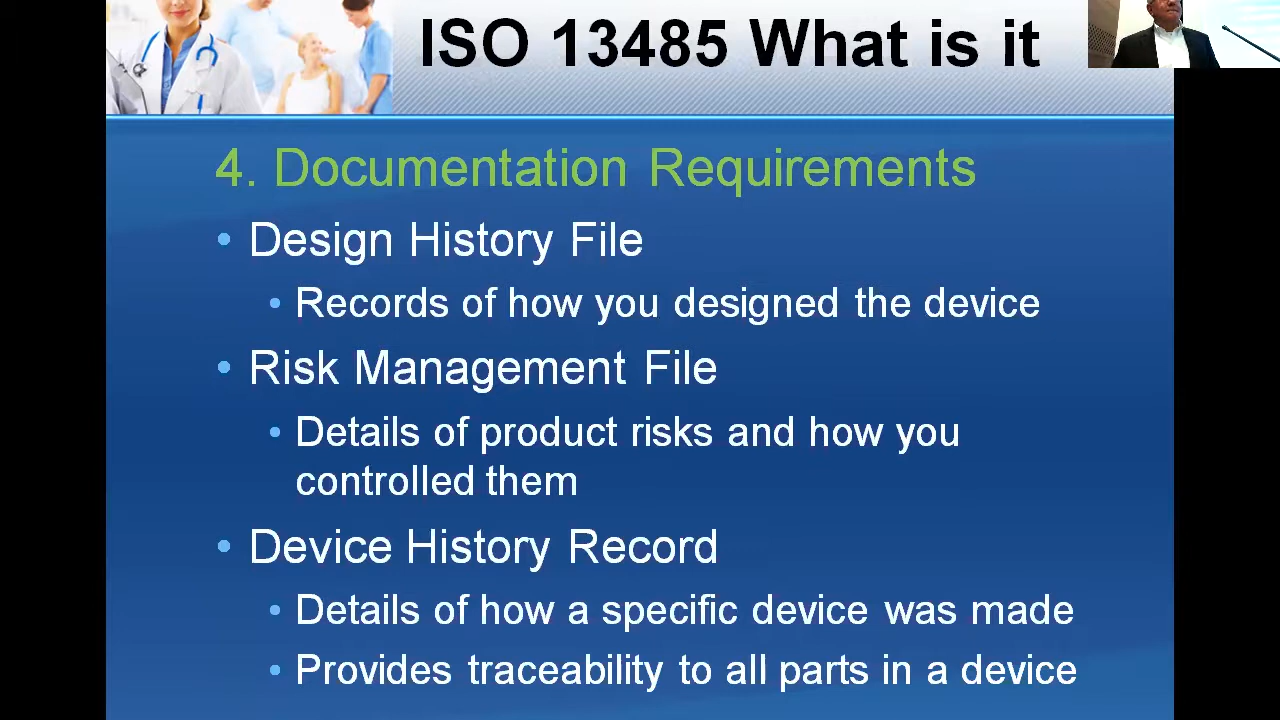 ISO 13485 What is it
4. Documentation Requirements
• Design History File
• Records of how you designed the device
• Risk Management File
• Details of product risks and how you
controlled them
• Device History Record
• Details of how a specific device was made
• Provides traceability to all parts in a device